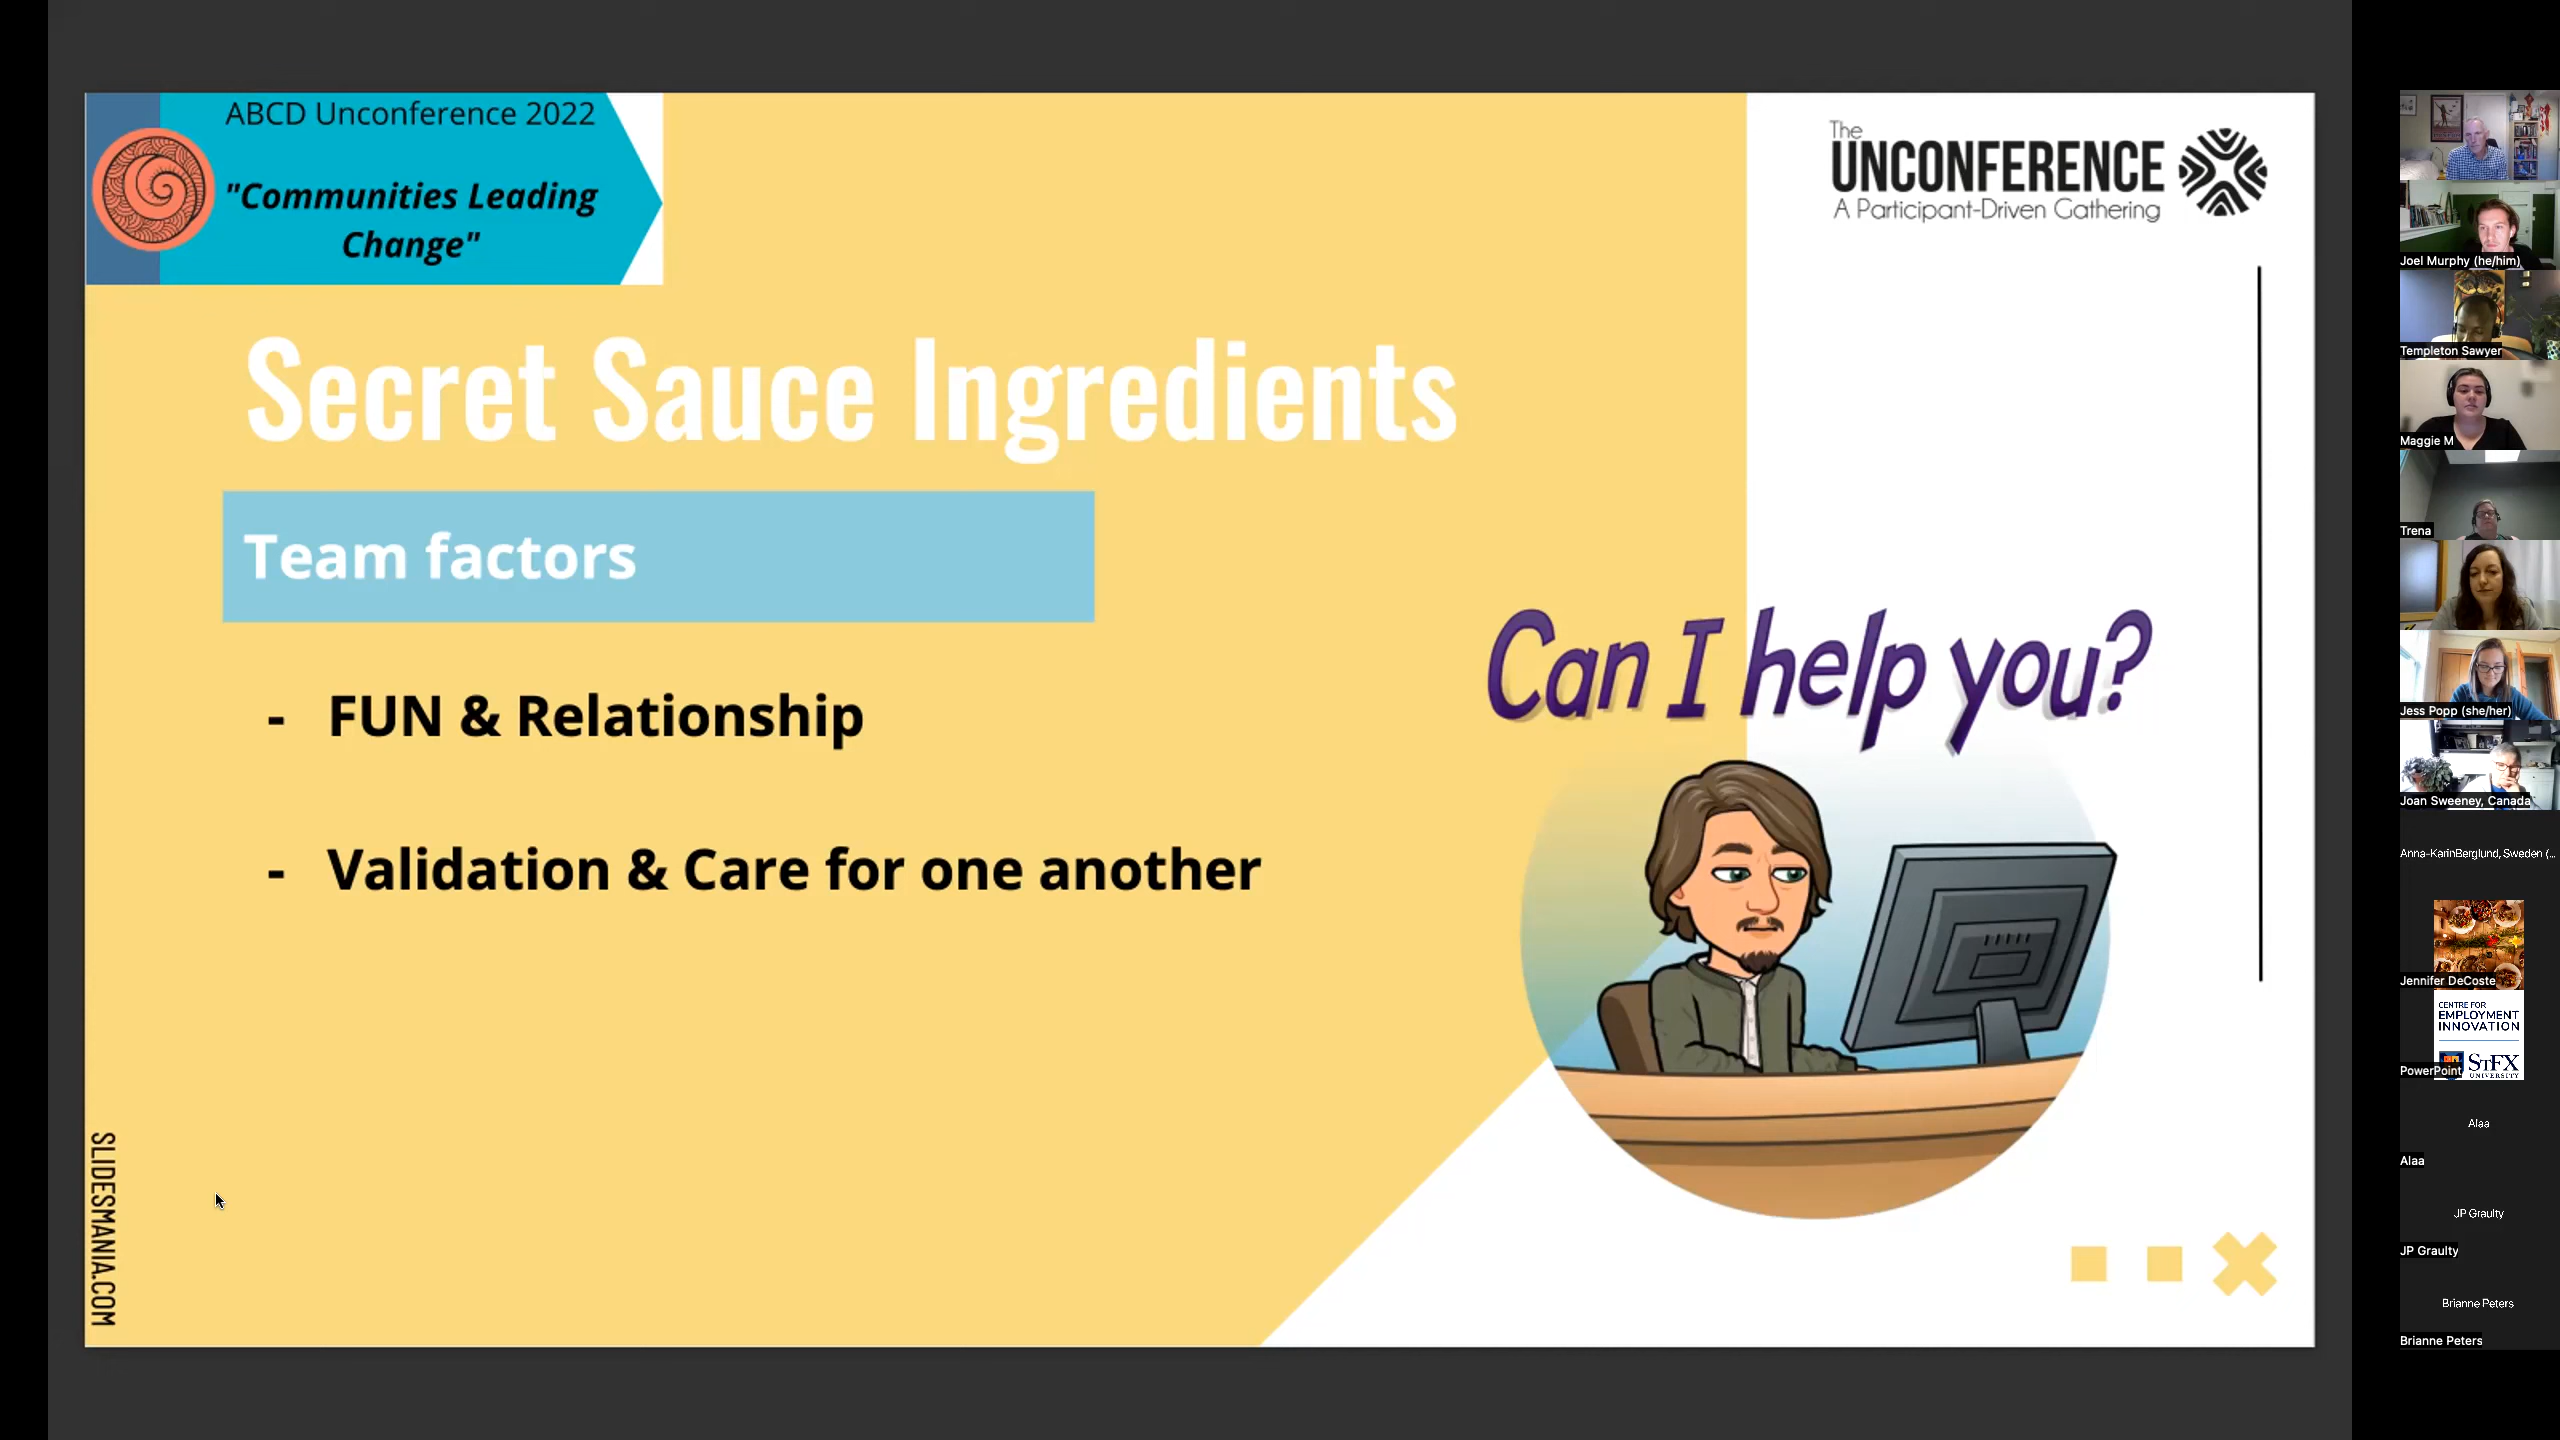 ABCD Unconference 2022
"Communities Leading
Change"
The
UNCONFERENCE
A Participant-Driven Gathering
Secret Sauce Ingredients
Team factors
- FUN & Relationship
- Validation & Care for one another
Can I help you?
SLIDESMANIA.COM
Joel Murphy (he/him)
Templeton Sawyer
Maggie M
Trena
Jess Popp (she/her)
Joan Sweeney, Canada
Anna-KarinBerglund, Sweden (...
Jennifer DeCoste
CENTRE FOR
EMPLOYMENT
INNOVATION
STFX
UNIVERSITY
PowerPoint
Alaa
Alaa
JP Graulty
JP Graulty
Brianne Peters
Brianne Peters